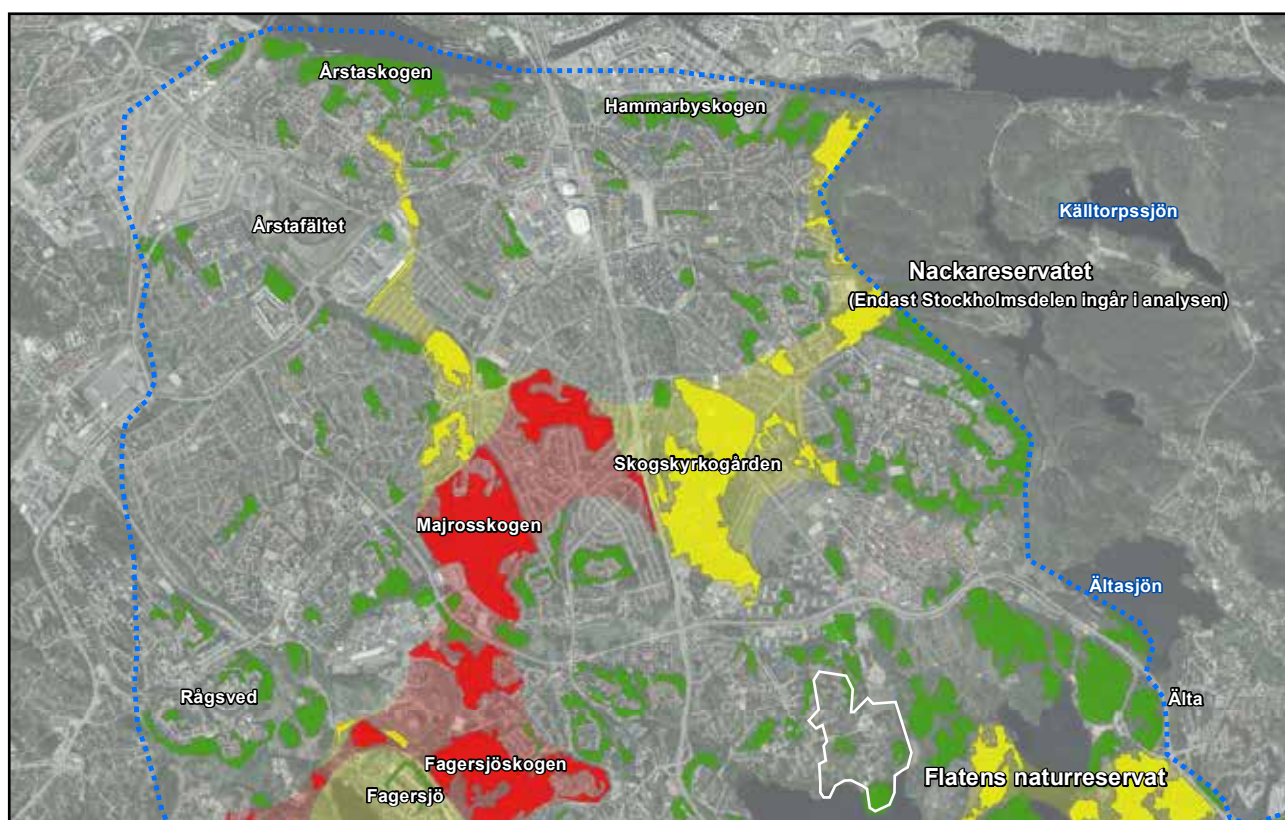 Årstaskogen
Hammarbyskogen
Källtorpssjön
Årstafältet
Nackareservatet
(Endast Stockholmsdelen ingår i analysen)
Skogskyrkogården
Majrosskogen
Ältasjön
Rågsved
Älta
Fagersjöskogen
Flatens naturreservat
Fagersjö